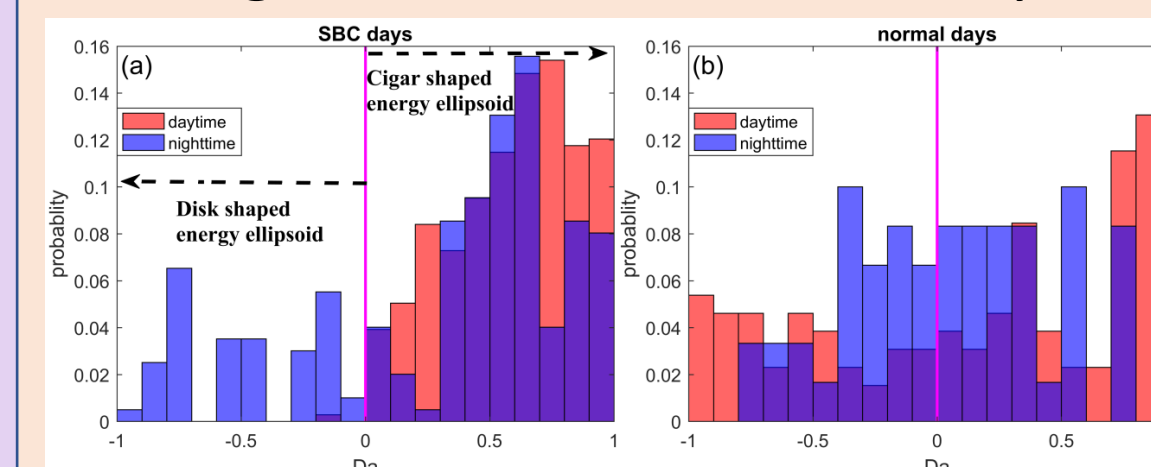 SBC days
(a)
Cigar shaped
energy ellipsoid
daytime
nighttime
Disk shaped
energy ellipsoid
probablity
0.16
0.14
0.12
0.1
0.08
0.06
0.04
0.02
0
-1
-0.5
0
0.5
1
normal days
(b)
daytime
nighttime
probablity
0.16
0.14
0.12
0.1
0.08
0.06
0.04
0.02
0
-1
-0.5
0
0.5